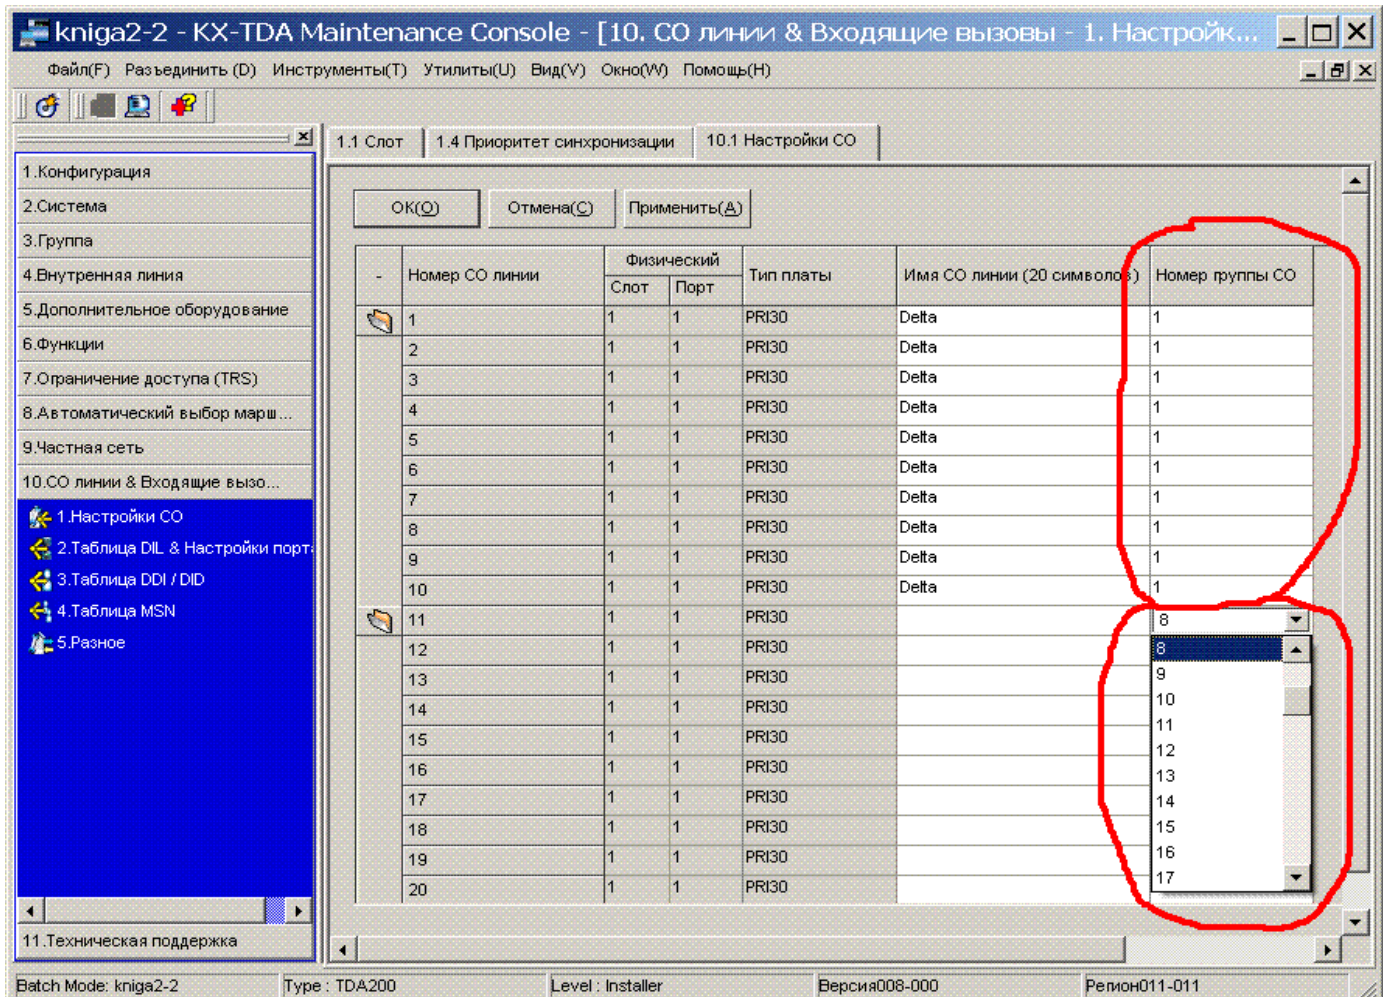 kniga2-2 - KX-TDA Maintenance Console - [10. СО линии & Входящие вызовы - 1. Настройк...
Файл(F) Разъединить (D) Инструменты(T) Утилиты(U) Вид(V) Окно(W) Помощь(H)
1.1 Слот 1.4 Приоритет синхронизации 10.1 Настройки СО
1.Конфигурация
2.Система
3.Группа
4.Внутренняя линия
5.Дополнительное оборудование
6.Функции
7.Ограничение доступа (TRS)
8.Автоматический выбор марш...
9.Частная сеть
10.СО линии & Входящие вызо...
1.Настройки СО
2.Таблица DIL & Настройки порта
3.Таблица DDI / DID
4.Таблица MSN
5.Разное
11.Техническая поддержка
ОК(O) Отмена(C) Применить(A)
- Номер СО линии Физический Тип платы Имя СО линии (20 символов) Номер группы СО
Слот Порт
1 1 1 PRI30 Delta 1
2 1 1 PRI30 Delta 1
3 1 1 PRI30 Delta 1
4 1 1 PRI30 Delta 1
5 1 1 PRI30 Delta 1
6 1 1 PRI30 Delta 1
7 1 1 PRI30 Delta 1
8 1 1 PRI30 Delta 1
9 1 1 PRI30 Delta 1
10 1 1 PRI30 Delta 1
11 1 1 PRI30 8
12 1 1 PRI30
13 1 1 PRI30
14 1 1 PRI30
15 1 1 PRI30
16 1 1 PRI30
17 1 1 PRI30
18 1 1 PRI30
19 1 1 PRI30
20 1 1 PRI30
8
9
10
11
12
13
14
15
16
17
Batch Mode: kniga2-2 Type : TDA200 Level : Installer Версия008-000 Регион011-011